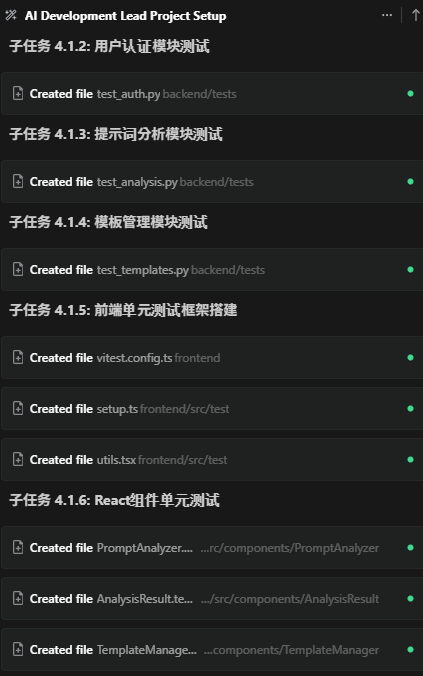 AI Development Lead Project Setup
子任务 4.1.2: 用户认证模块测试
Created file test_auth.py backend/tests
子任务 4.1.3: 提示词分析模块测试
Created file test_analysis.py backend/tests
子任务 4.1.4: 模板管理模块测试
Created file test_templates.py backend/tests
子任务 4.1.5: 前端单元测试框架搭建
Created file vitest.config.ts frontend
Created file setup.ts frontend/src/test
Created file utils.tsx frontend/src/test
子任务 4.1.6: React组件单元测试
Created file PromptAnalyzer.... ...rc/components/PromptAnalyzer
Created file AnalysisResult.te... .../src/components/AnalysisResult
Created file TemplateManage... ...components/TemplateManager